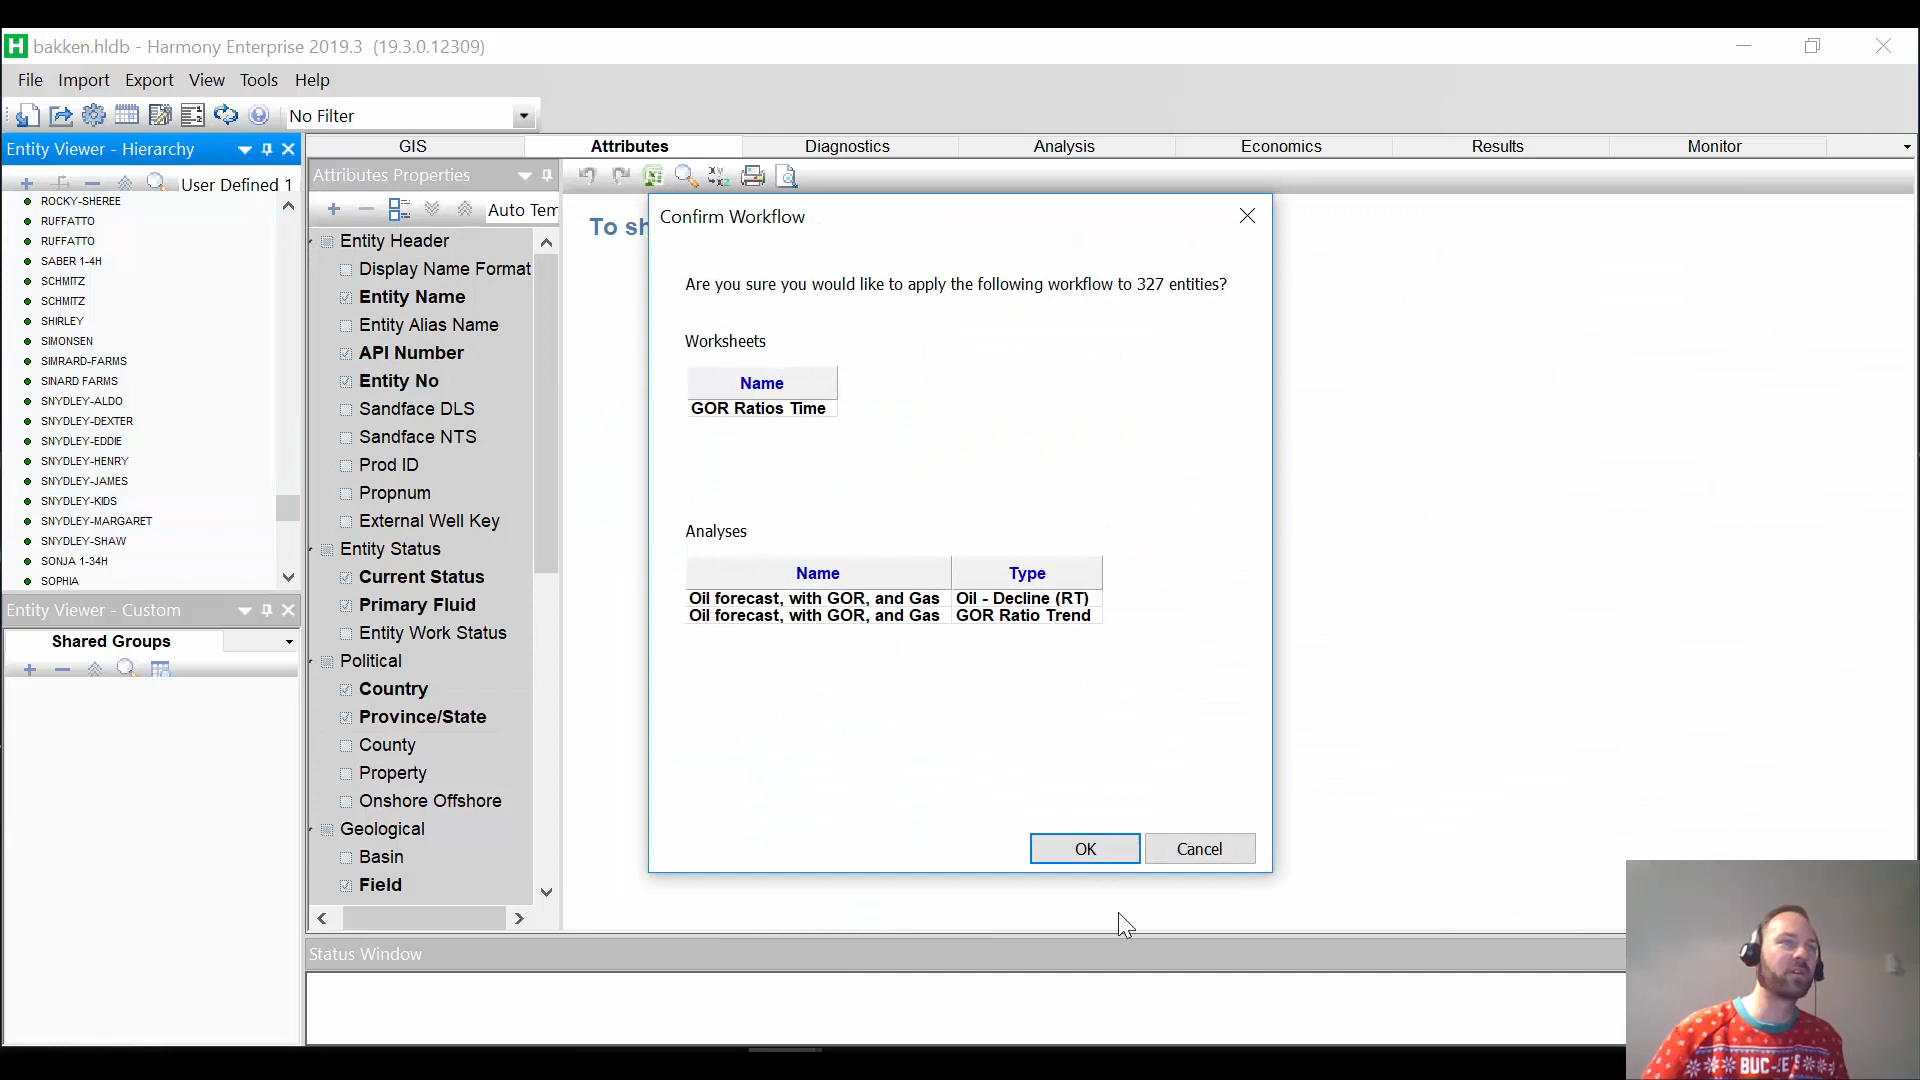 H bakken.hldb - Harmony Enterprise 2019.3 (19.3.0.12309)
File Import Export View Tools Help
No Filter
Entity Viewer - Hierarchy
User Defined 1
ROCKY-SHEREE
RUFFATTO
RUFFATTO
SABER 1-4H
SCHMITZ
SCHMITZ
SHIRLEY
SIMONSEN
SIMRARD-FARMS
SINARD FARMS
SNYDLEY-ALDO
SNYDLEY-DEXTER
SNYDLEY-EDDIE
SNYDLEY-HENRY
SNYDLEY-JAMES
SNYDLEY-KIDS
SNYDLEY-MARGARET
SNYDLEY-SHAW
SONJA 1-34H
SOPHIA
Entity Viewer - Custom
Shared Groups
GIS Attributes Diagnostics Analysis Economics Results Monitor
Attributes Properties
Auto Tem
Entity Header
Display Name Format
Entity Name
Entity Alias Name
API Number
Entity No
Sandface DLS
Sandface NTS
Prod ID
Propnum
External Well Key
Entity Status
Current Status
Primary Fluid
Entity Work Status
Political
Country
Province/State
County
Property
Onshore Offshore
Geological
Basin
Field
To sh
Confirm Workflow
Are you sure you would like to apply the following workflow to 327 entities?
Worksheets
Name
GOR Ratios Time
Analyses
Name Type
Oil forecast, with GOR, and Gas Oil - Decline (RT)
Oil forecast, with GOR, and Gas GOR Ratio Trend
OK Cancel
Status Window